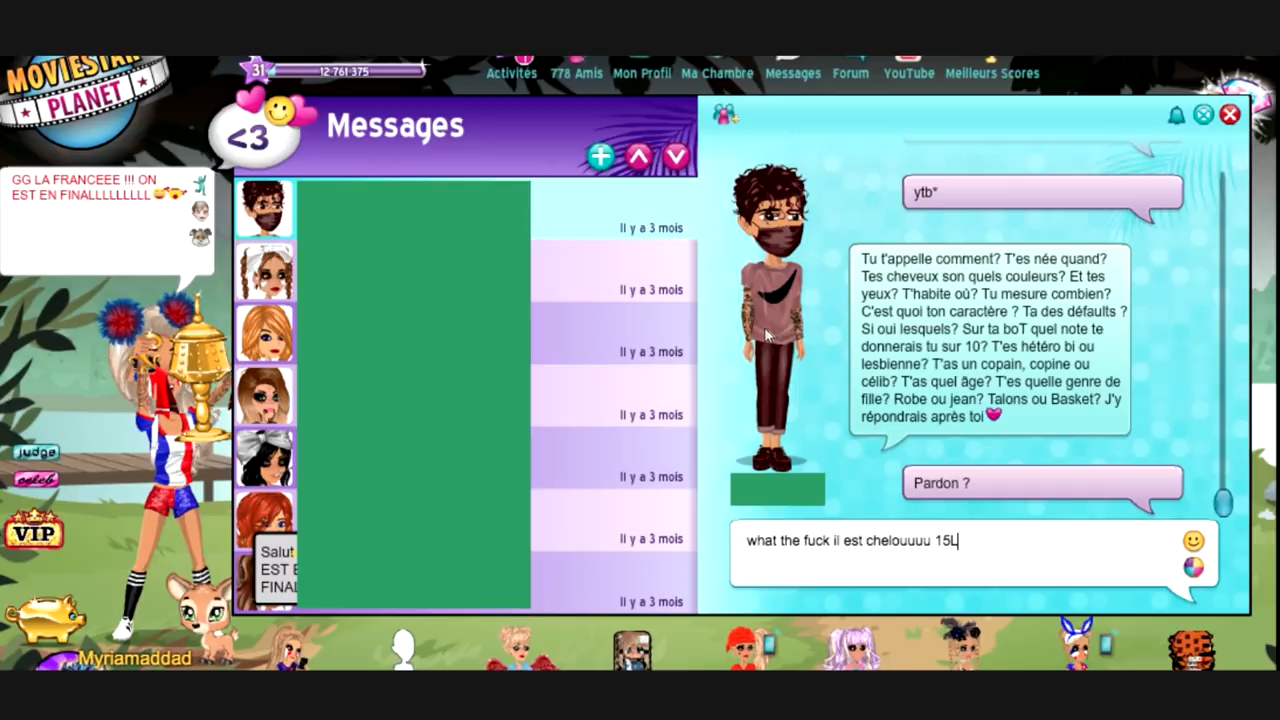 MOVIESTAR
PLANET
31
12 761 375
Activités 778 Amis Mon Profil Ma Chambre Messages Forum YouTube Meilleurs Scores
<3
Messages
GG LA FRANCEEE !!! ON
EST EN FINALLLLLLLLL
Il y a 3 mois
Il y a 3 mois
Il y a 3 mois
Il y a 3 mois
Il y a 3 mois
Il y a 3 mois
Il y a 3 mois
Salut
EST E
FINAL
judge
celeb
VIP
Myriamaddad
ytb*
Tu t'appelle comment? T'es née quand?
Tes cheveux son quels couleurs? Et tes
yeux? T'habite où? Tu mesure combien?
C'est quoi ton caractère ? Ta des défauts ?
Si oui lesquels? Sur ta boT quel note te
donnerais tu sur 10? T'es hétéro bi ou
lesbienne? T'as un copain, copine ou
célib? T'as quel âge? T'es quelle genre de
fille? Robe ou jean? Talons ou Basket? J'y
répondrais après toi
Pardon ?
what the fuck il est chelouuuu 15L